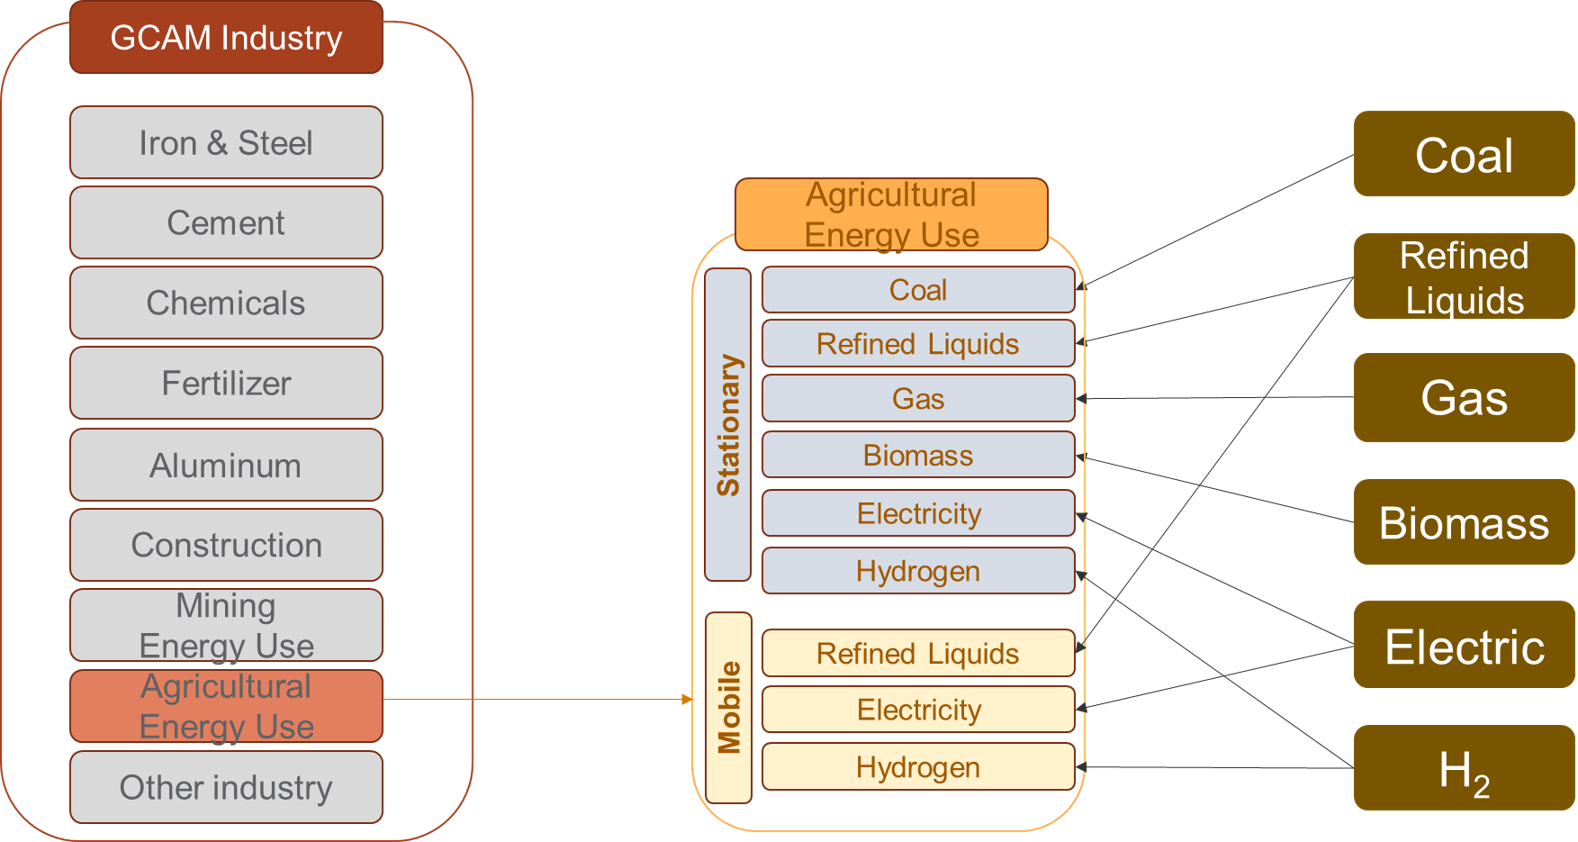 GCAM Industry
Iron & Steel
Cement
Chemicals
Fertilizer
Aluminum
Construction
Mining
Energy Use
Agricultural
Energy Use
Other industry
Agricultural
Energy Use
Stationary
Coal
Refined Liquids
Gas
Biomass
Electricity
Hydrogen
Mobile
Refined Liquids
Electricity
Hydrogen
Coal
Refined
Liquids
Gas
Biomass
Electric
H₂